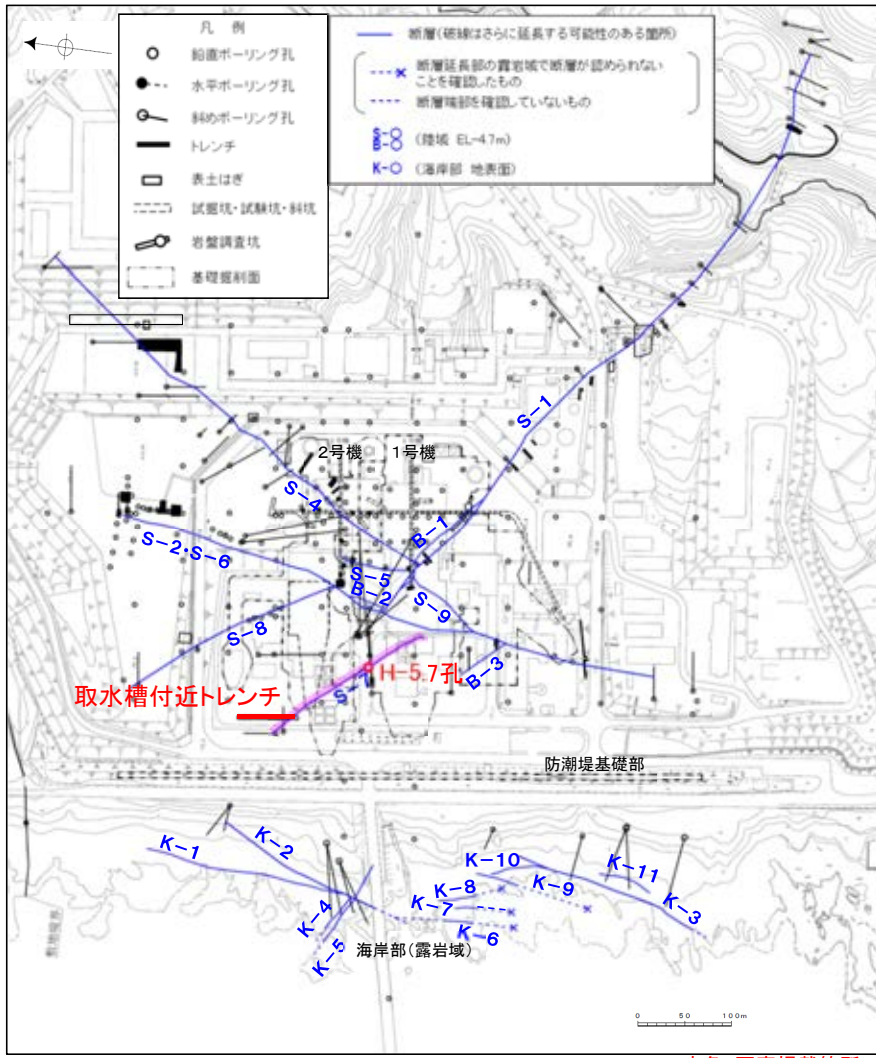 凡 例
鉛直ボーリング孔
水平ボーリング孔
斜めボーリング孔
トレンチ
表土はぎ
試掘坑・試験坑・斜坑
岩盤調査坑
基礎掘削面
断層(破線はさらに延長する可能性のある箇所)
断層延長部の露岩域で断層が認められない
ことを確認したもの
断層端部を確認していないもの
S-○
B-○
(陸域 EL-4.7m)
K-○ (海岸部 地表面)
S-1
2号機
1号機
S-4
B-1
S-2・S-6
S-5
B-2
S-9
S-8
B-3
H-5.7孔
S-7
取水槽付近トレンチ
防潮堤基礎部
K-1
K-2
K-10
K-11
K-9
K-8
K-7
K-3
K-4
K-6
K-5
海岸部(露岩域)
0 50 100m